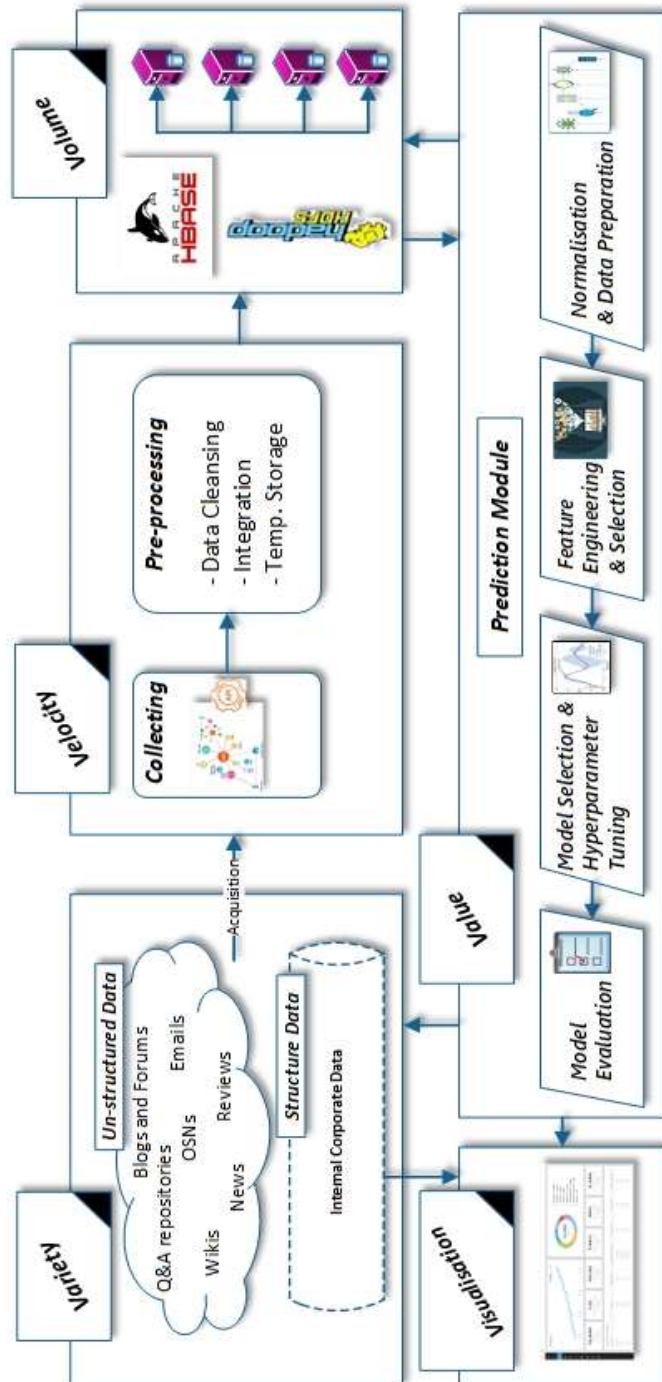 Variety
Un-structured Data
Blogs and Forums
Q&A repositories
Emails
OSNs
Wikis
Reviews
News
Structure Data
Internal Corporate Data
Acquisition
Velocity
Collecting
API
Pre-processing
- Data Cleansing
- Integration
- Temp. Storage
Volume
APACHE
HBASE
hadoop
HDFS
Value
Prediction Module
Normalisation
& Data Preparation
Feature
Engineering
& Selection
Model Selection &
Hyperparameter
Tuning
Model
Evaluation
Visualisation